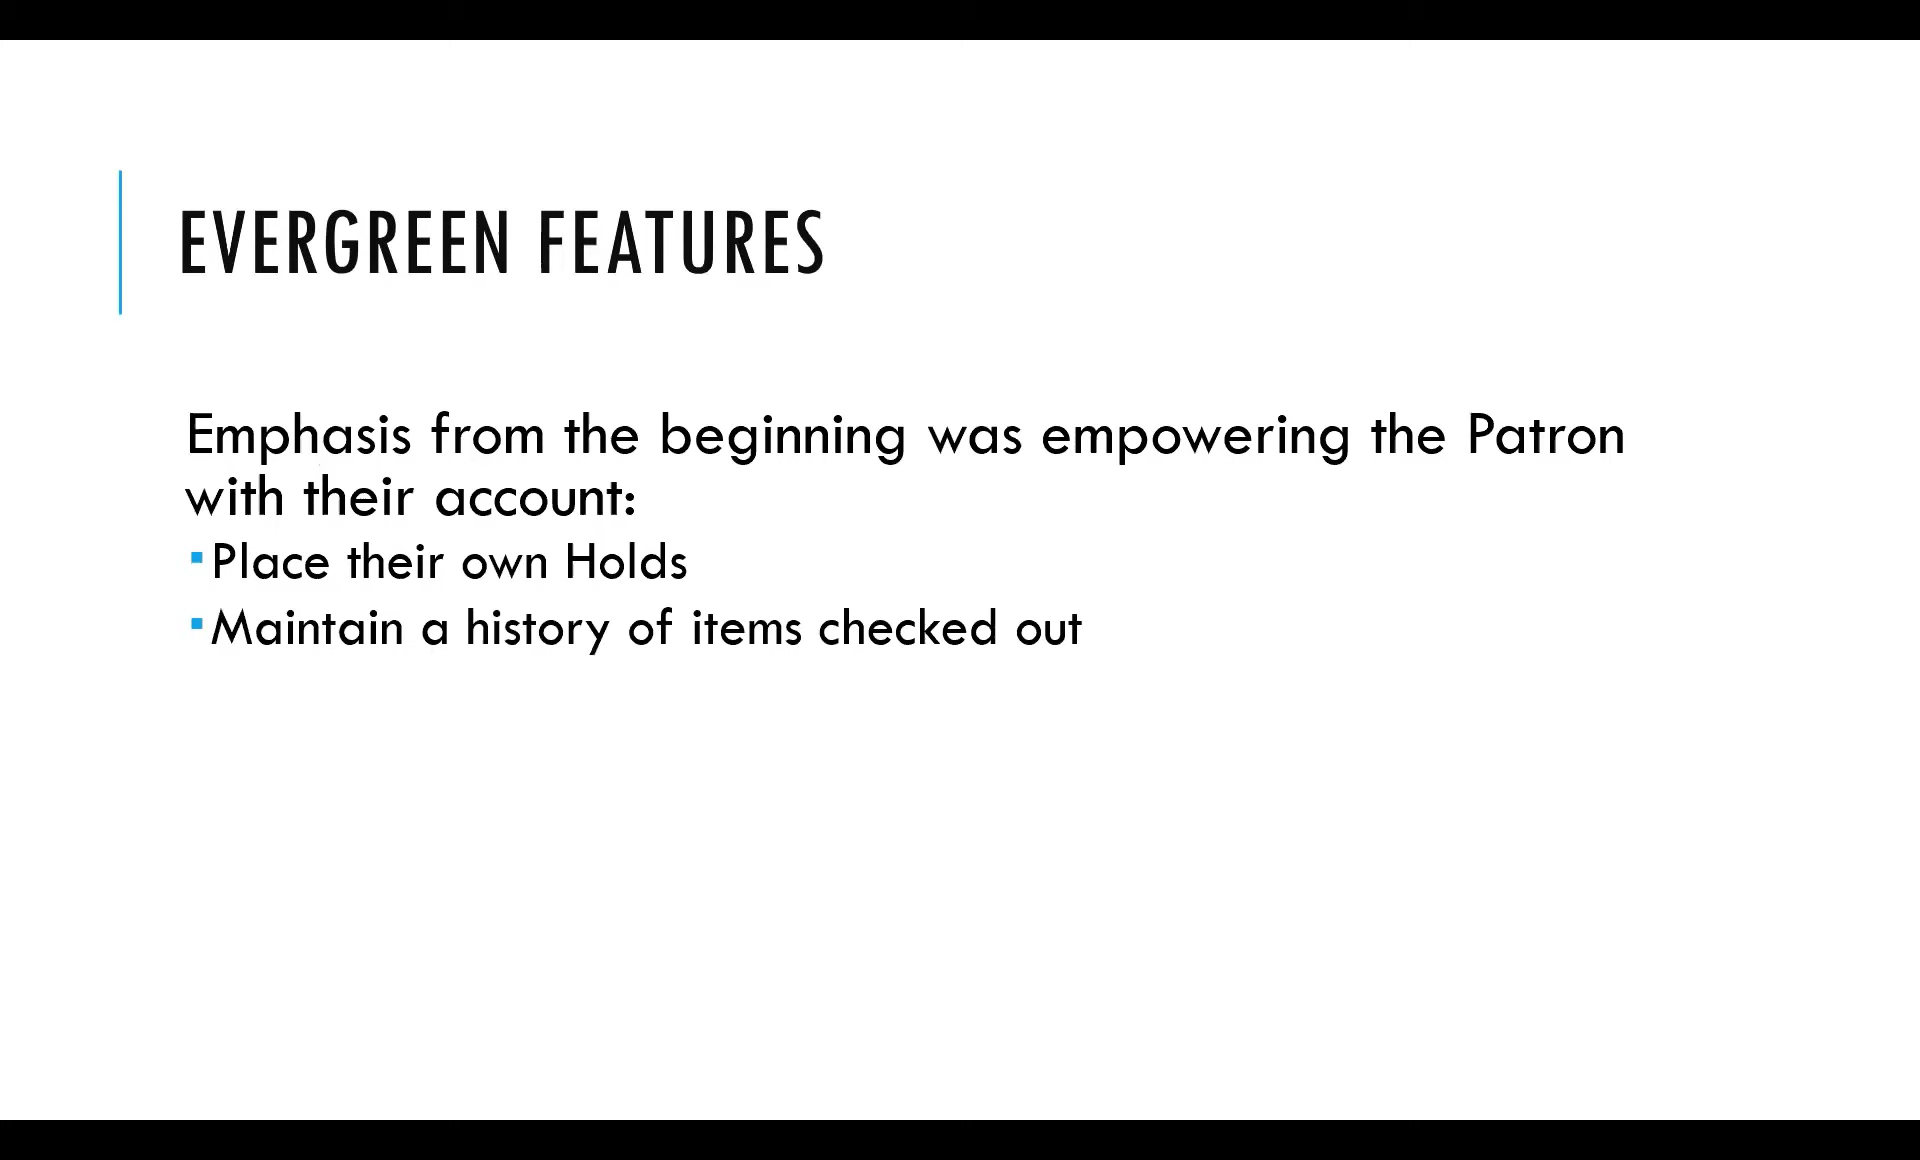 EVERGREEN FEATURES
Emphasis from the beginning was empowering the Patron
with their account:
▪Place their own Holds
▪Maintain a history of items checked out